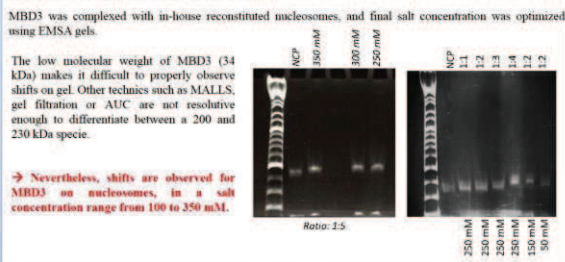 MBD3 was complexed with in-house reconstituted nucleosomes, and final salt concentration was optimized
using EMSA gels.
The low molecular weight of MBD3 (34
kDa) makes it difficult to properly observe
shifts on gel. Other technics such as MALLS,
gel filtration or AUC are not resolutive
enough to differentiate between a 200 and
230 kDa specie.
→ Nevertheless, shifts are observed for
MBD3 on nucleosomes, in a salt
concentration range from 100 to 350 mM.
NCP
350 mM
300 mM
250 mM
Ratio: 1:5
NCP
1:1
1:2
1:3
1:4
1:2
1:2
250 mM
250 mM
250 mM
250 mM
150 mM
50 mM